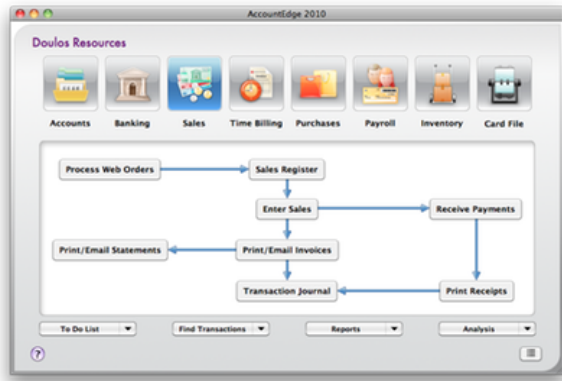 AccountEdge 2010
Doulos Resources
Accounts Banking Sales Time Billing Purchases Payroll Inventory Card File
Process Web Orders Sales Register
Enter Sales Receive Payments
Print/Email Statements Print/Email Invoices
Transaction Journal Print Receipts
To Do List Find Transactions Reports Analysis
?